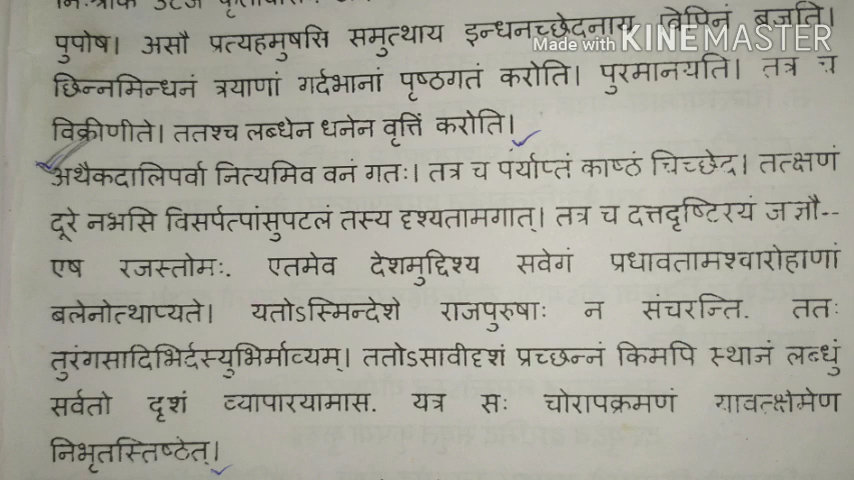 पुपोष। असौ प्रत्यहमुषसि समुत्थाय इन्धनच्छेदनाय विपिनं व्रजति।
Made with KINEMASTER
छिन्नमिन्धनं त्रयाणां गर्दभानां पृष्ठगतं करोति। पुरमानयति। तत्र च
विक्रीणीते। ततश्च लब्धेन धनेन वृत्तिं करोति।
अथैकदालिपर्वा नित्यमिव वनं गतः। तत्र च पर्याप्तं काष्ठं चिच्छेद। तत्क्षणं
दूरे नभसि विसर्पत्पांसुपटलं तस्य दृश्यतामगात्। तत्र च दत्तदृष्टिरयं जज्ञौ--
एष रजस्तोमः. एतमेव देशमुद्दिश्य सवेगं प्रधावतामश्वारोहाणां
बलेनोत्थाप्यते। यतोऽस्मिन्देशे राजपुरुषाः न संचरन्ति. ततः
तुरंगसादिभिर्दस्युभिर्माव्यम्। ततोऽसावीदृशं प्रच्छन्नं किमपि स्थानं लब्धुं
सर्वतो दृशं व्यापारयामास. यत्र सः चोरापक्रमणं यावत्क्षेमेण
निभृतस्तिष्ठेत्।